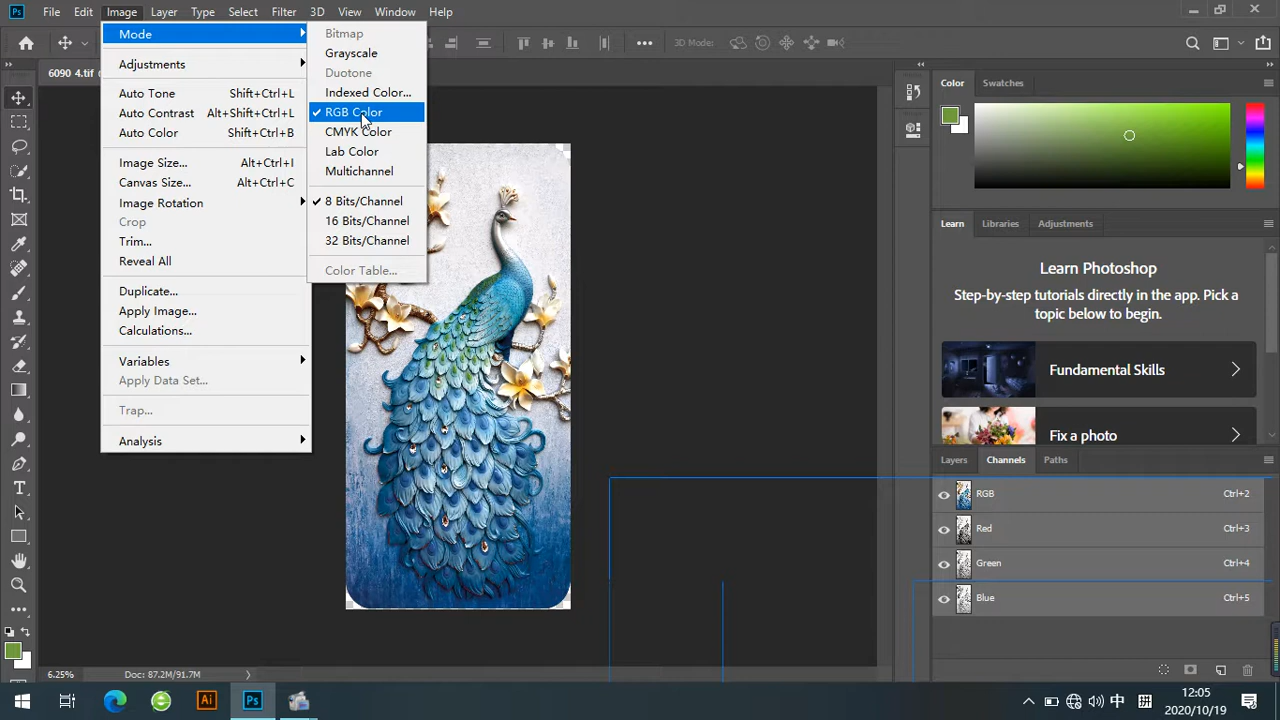 Ps File Edit Image Layer Type Select Filter 3D View Window Help
3D Mode:
6090 4.tif
Mode
Adjustments
Auto Tone Shift+Ctrl+L
Auto Contrast Alt+Shift+Ctrl+L
Auto Color Shift+Ctrl+B
Image Size... Alt+Ctrl+I
Canvas Size... Alt+Ctrl+C
Image Rotation
Crop
Trim...
Reveal All
Duplicate...
Apply Image...
Calculations...
Variables
Apply Data Set...
Trap...
Analysis
Bitmap
Grayscale
Duotone
Indexed Color...
RGB Color
CMYK Color
Lab Color
Multichannel
8 Bits/Channel
16 Bits/Channel
32 Bits/Channel
Color Table...
Color Swatches
Learn Libraries Adjustments
Learn Photoshop
Step-by-step tutorials directly in the app. Pick a
topic below to begin.
Fundamental Skills
Fix a photo
Layers Channels Paths
RGB Ctrl+2
Red Ctrl+3
Green Ctrl+4
Blue Ctrl+5
6.25% Doc: 87.2M/91.7M
Ai Ps 中 拼 12:05
2020/10/19